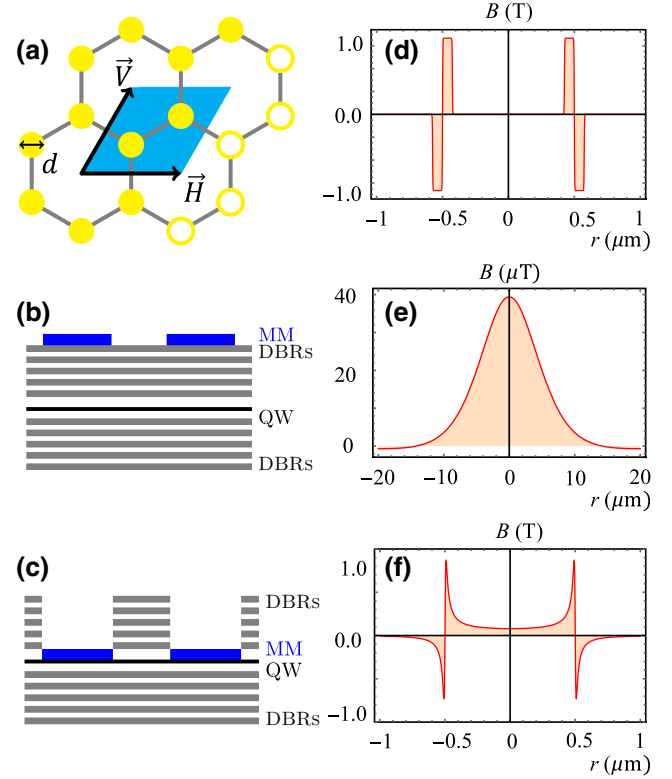 (a)
V
H
d
(b)
MM
DBRs
QW
DBRs
(c)
DBRs
MM
QW
DBRs
B (T)
(d)
1.0
0.0
−1.0
−1 −0.5 0 0.5 1
r (μm)
B (μT)
(e)
40
20
0
−20 −10 0 10 20
r (μm)
B (T)
(f)
1.0
0.0
−1.0
−1 −0.5 0 0.5 1
r (μm)